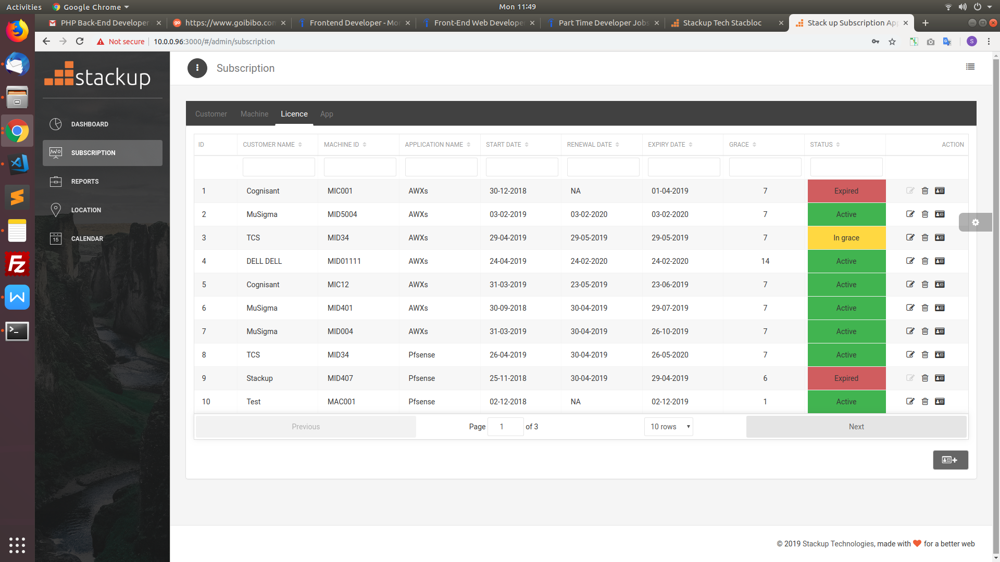 Activities Google Chrome Mon 11:49
PHP Back-End Developer https://www.goibibo.co Frontend Developer - Mo Front-End Web Develope Part Time Developer Jobs Stackup Tech Stacbloc Stack up Subscription Ap
Not secure 10.0.0.96:3000/#/admin/subscription S
stackup
DASHBOARD
SUBSCRIPTION
REPORTS
LOCATION
15 CALENDAR
Subscription
Customer Machine Licence App
ID CUSTOMER NAME MACHINE ID APPLICATION NAME START DATE RENEWAL DATE EXPIRY DATE GRACE STATUS ACTION
1 Cognisant MIC001 AWXs 30-12-2018 NA 01-04-2019 7 Expired
2 MuSigma MID5004 AWXs 03-02-2019 03-02-2020 03-02-2020 7 Active
3 TCS MID34 AWXs 29-04-2019 29-05-2019 29-05-2019 7 In grace
4 DELL DELL MID01111 AWXs 24-04-2019 24-02-2020 24-02-2020 14 Active
5 Cognisant MIC12 AWXs 31-03-2019 23-05-2019 23-06-2019 7 Active
6 MuSigma MID401 AWXs 30-09-2018 30-04-2019 29-07-2019 7 Active
7 MuSigma MID004 AWXs 31-03-2019 30-04-2019 26-10-2019 7 Active
8 TCS MID34 Pfsense 26-04-2019 30-04-2019 26-05-2020 7 Active
9 Stackup MID407 Pfsense 25-11-2018 30-04-2019 29-04-2019 6 Expired
10 Test MAC001 Pfsense 02-12-2018 NA 02-12-2019 1 Active
Previous Page 1 of 3 10 rows Next
© 2019 Stackup Technologies, made with for a better web